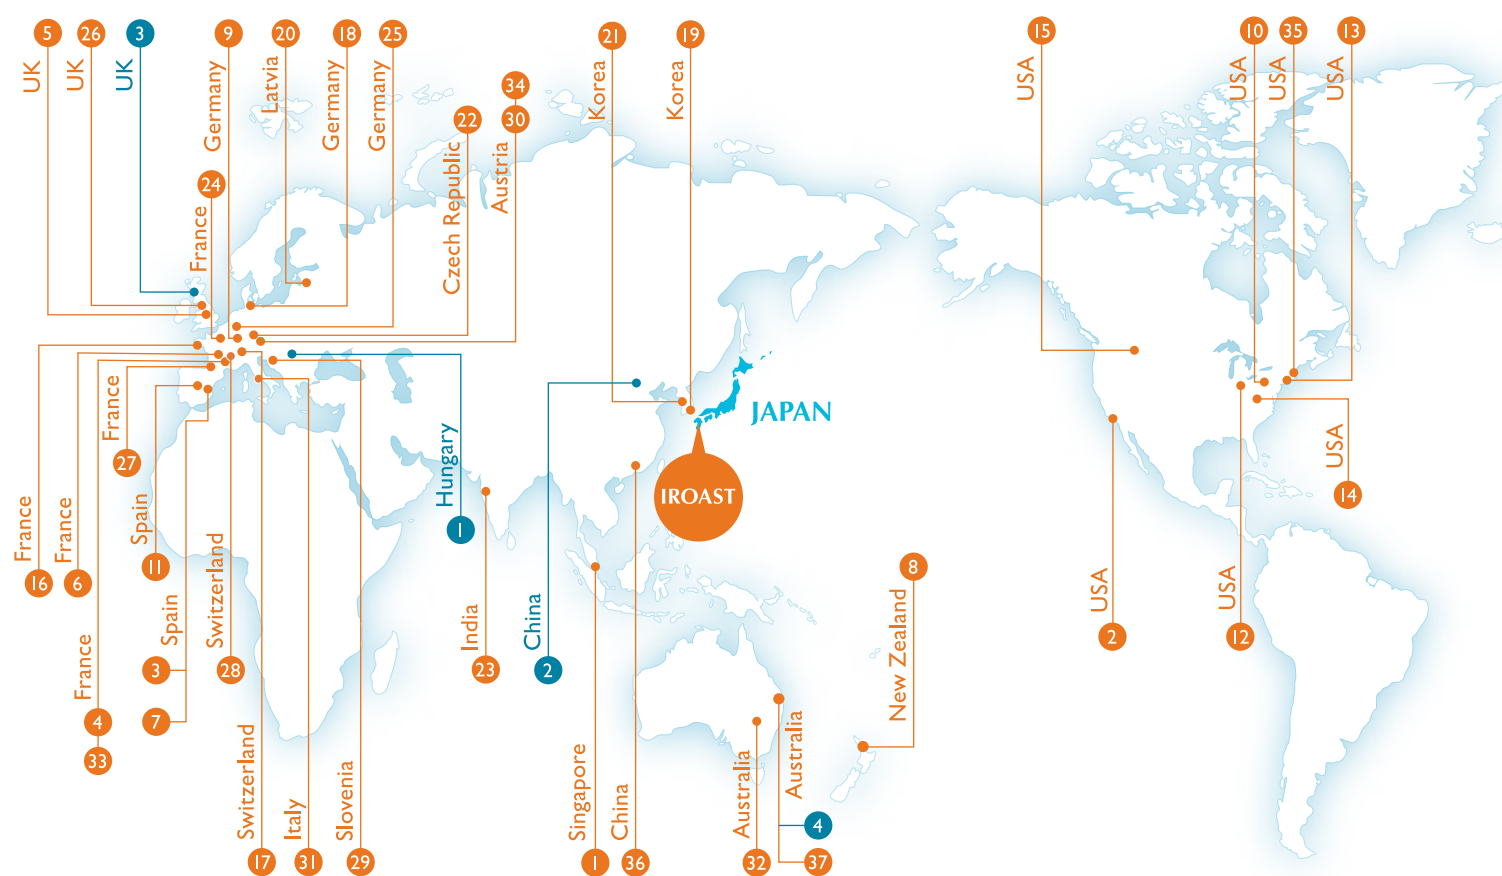 5
UK
26
UK
3
UK
9
Germany
20
Latvia
18
Germany
25
Germany
24
France
22
Czech Republic
34
30
Austria
21
Korea
19
Korea
15
USA
10
USA
35
USA
13
USA
JAPAN
IROAST
France
27
France
16
France
6
Spain
11
Spain
3
7
France
4
33
Switzerland
28
Switzerland
17
Italy
31
Slovenia
29
Hungary
1
India
23
China
2
Singapore
1
China
36
Australia
32
Australia
4
37
8
New Zealand
USA
2
USA
12
USA
14